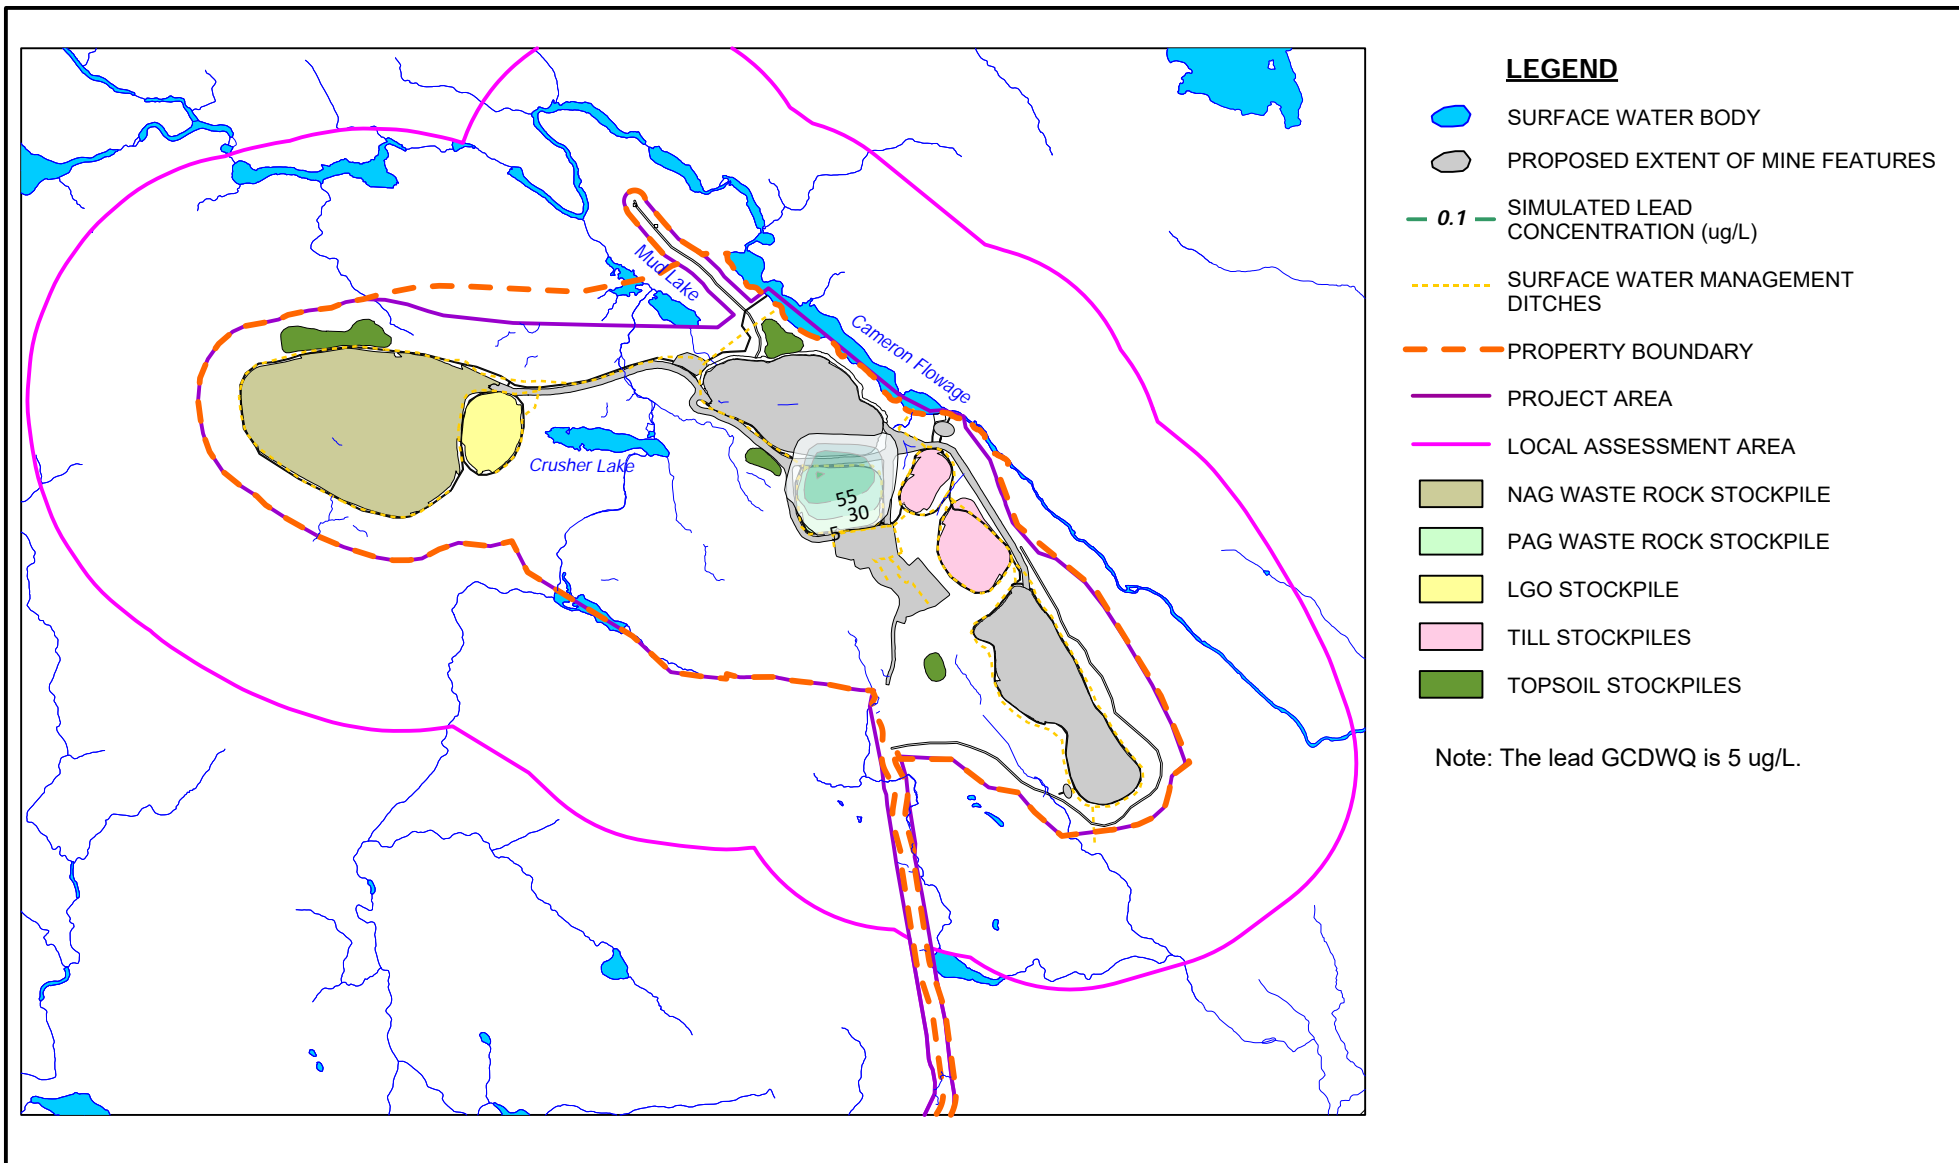 LEGEND
SURFACE WATER BODY
PROPOSED EXTENT OF MINE FEATURES
0.1
SIMULATED LEAD
CONCENTRATION (ug/L)
SURFACE WATER MANAGEMENT
DITCHES
PROPERTY BOUNDARY
PROJECT AREA
LOCAL ASSESSMENT AREA
NAG WASTE ROCK STOCKPILE
PAG WASTE ROCK STOCKPILE
LGO STOCKPILE
TILL STOCKPILES
TOPSOIL STOCKPILES
Note: The lead GCDWQ is 5 ug/L.
Mud Lake
Cameron Flowage
Crusher Lake
55
30
5